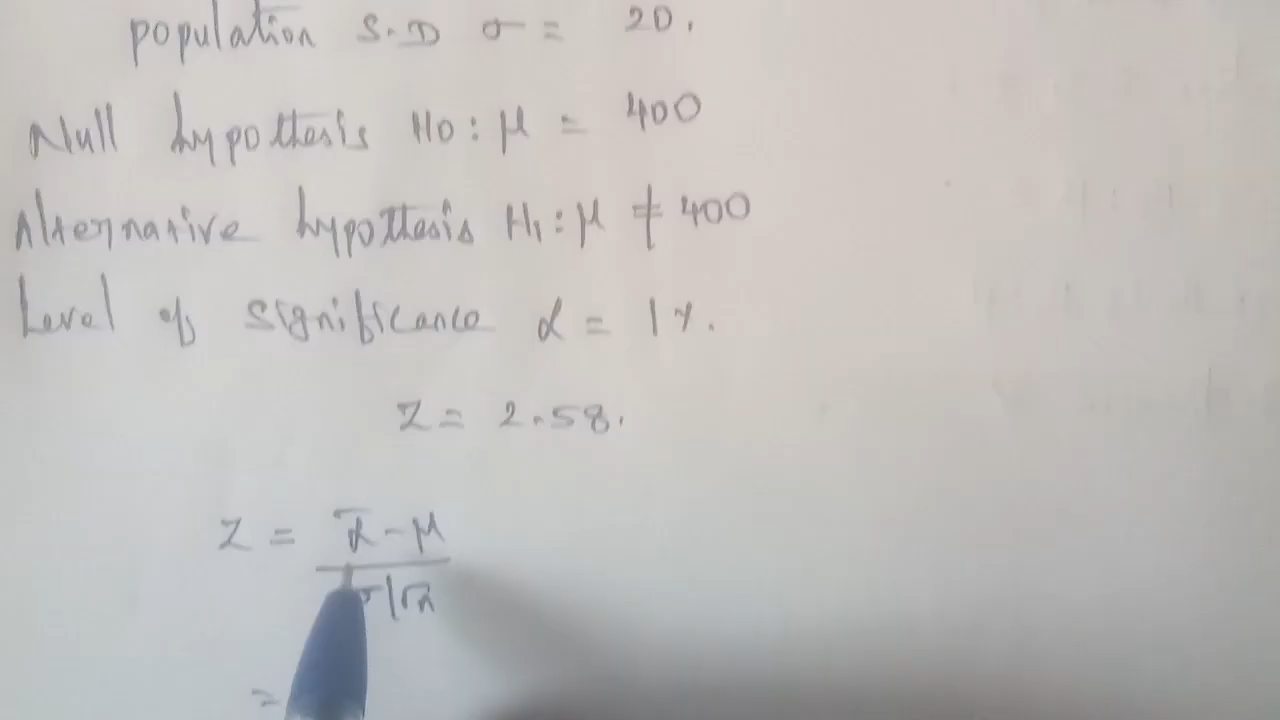 population S.D σ = 20.
Null hypothesis H0 : μ = 400
Alternative hypothesis H1 : μ ≠ 400
Level of significance α = 1%.
Z = 2.58.
Z = x̄ - μ
σ/√n
=